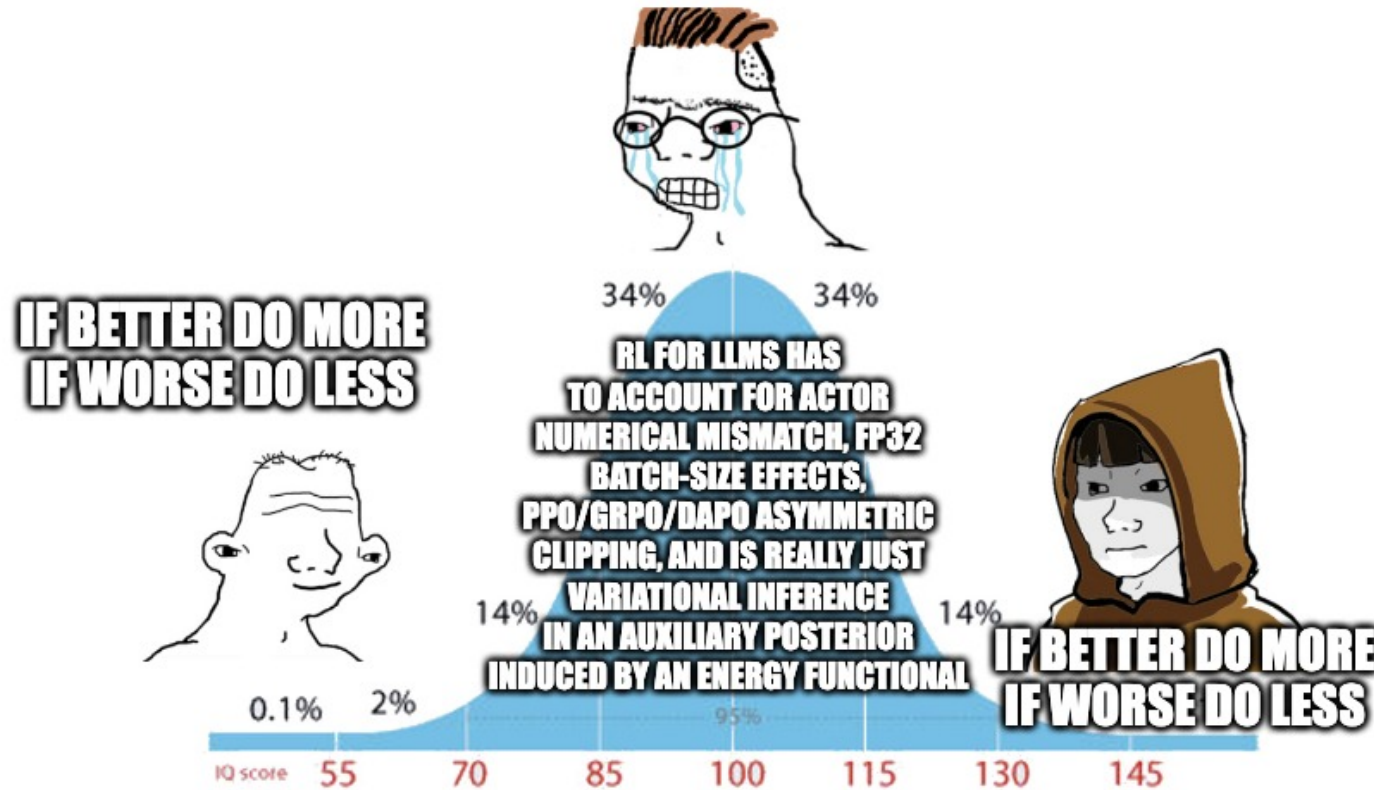 34%
34%
IF BETTER DO MORE
IF WORSE DO LESS
RL FOR LLMS HAS
TO ACCOUNT FOR ACTOR
NUMERICAL MISMATCH, FP32
BATCH-SIZE EFFECTS,
PPO/GRPO/DAPO ASYMMETRIC
CLIPPING, AND IS REALLY JUST
VARIATIONAL INFERENCE
IN AN AUXILIARY POSTERIOR
INDUCED BY AN ENERGY FUNCTIONAL
14%
14%
IF BETTER DO MORE
IF WORSE DO LESS
0.1%
2%
95%
IQ score 55 70 85 100 115 130 145